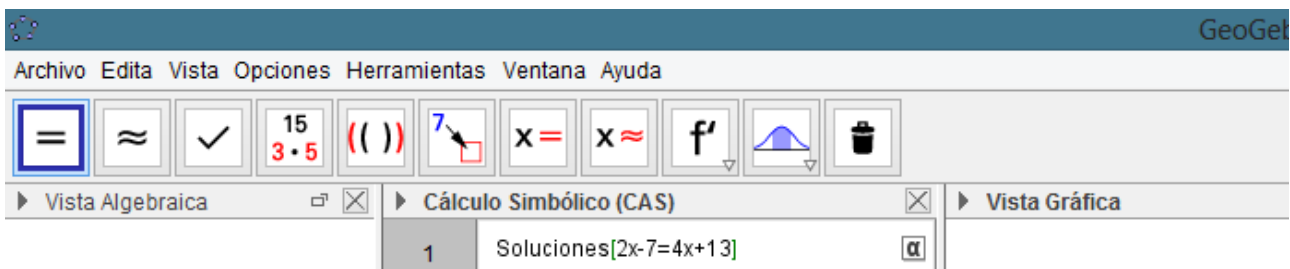 GeoGeb
Archivo Edita Vista Opciones Herramientas Ventana Ayuda
= ≈ ✓ 15 (( )) 7 x= x≈ f'
3·5
Vista Algebraica Cálculo Simbólico (CAS) Vista Gráfica
1 Soluciones[2x-7=4x+13] α